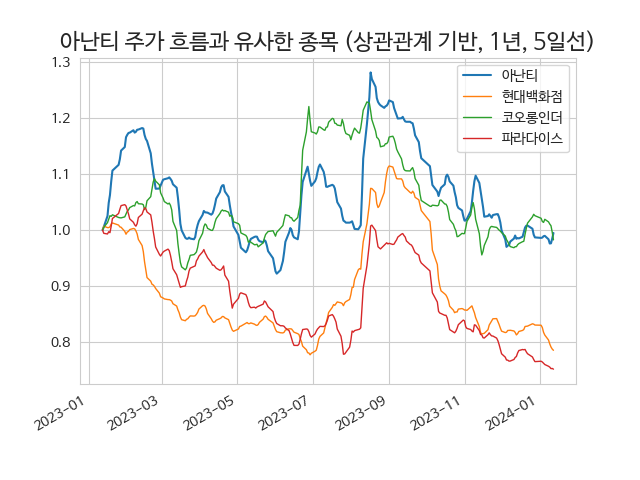 아난티 주가 흐름과 유사한 종목 (상관관계 기반, 1년, 5일선)
1.3
1.2
1.1
1.0
0.9
0.8
아난티
현대백화점
코오롱인더
파라다이스
2023-01
2023-03
2023-05
2023-07
2023-09
2023-11
2024-01